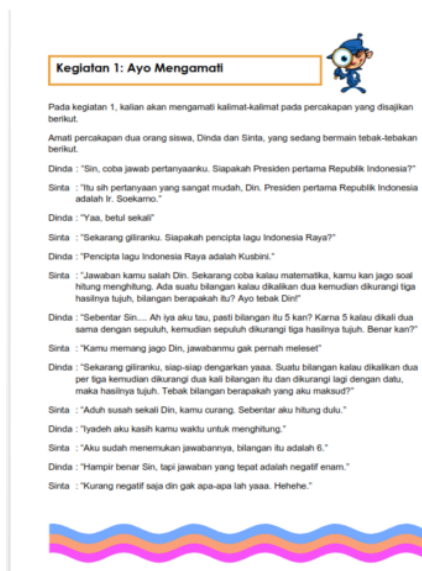 Kegiatan 1: Ayo Mengamati
Pada kegiatan 1, kalian akan mengamati kalimat-kalimat pada percakapan yang disajikan
berikut.
Amati percakapan dua orang siswa, Dinda dan Sinta, yang sedang bermain tebak-tebakan
berikut.
Dinda : "Sin, coba jawab pertanyaanku. Siapakah Presiden pertama Republik Indonesia?"
Sinta : "Itu sih pertanyaan yang sangat mudah, Din. Presiden pertama Republik Indonesia
adalah Ir. Soekarno."
Dinda : "Yaa, betul sekali"
Sinta : "Sekarang giliranku. Siapakah pencipta lagu Indonesia Raya?"
Dinda : "Pencipta lagu Indonesia Raya adalah Kusbini."
Sinta : "Jawaban kamu salah Din. Sekarang coba kalau matematika, kamu kan jago soal
hitung menghitung. Ada suatu bilangan kalau dikalikan dua kemudian dikurangi tiga
hasilnya tujuh, bilangan berapakah itu? Ayo tebak Din!"
Dinda : "Sebentar Sin.... Ah iya aku tau, pasti bilangan itu 5 kan? Karna 5 kalau dikali dua
sama dengan sepuluh, kemudian sepuluh dikurangi tiga hasilnya tujuh. Benar kan?"
Sinta : "Kamu memang jago Din, jawabanmu gak pernah meleset"
Dinda : "Sekarang giliranku, siap-siap dengarkan yaaa. Suatu bilangan kalau dikalikan dua
per tiga kemudian dikurangi dua kali bilangan itu dan dikurangi lagi dengan datu,
maka hasilnya tujuh. Tebak bilangan berapakah yang aku maksud?"
Sinta : "Aduh susah sekali Din, kamu curang. Sebentar aku hitung dulu."
Dinda : "Iyadeh aku kasih kamu waktu untuk menghitung."
Sinta : "Aku sudah menemukan jawabannya, bilangan itu adalah 6."
Dinda : "Hampir benar Sin, tapi jawaban yang tepat adalah negatif enam."
Sinta : "Kurang negatif saja din gak apa-apa lah yaaa. Hehehe."